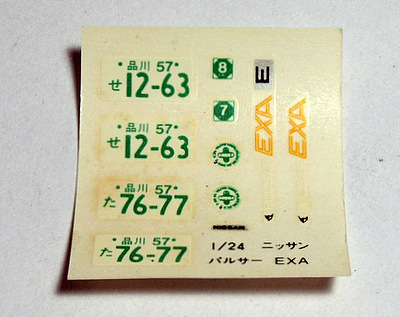 品川 57
せ 12-63
品川 57
せ 12-63
品川 57
た 76-77
品川 57
た 76-77
8
7
E
EXA
EXA
NISSAN
1/24 ニッサン
パルサー EXA